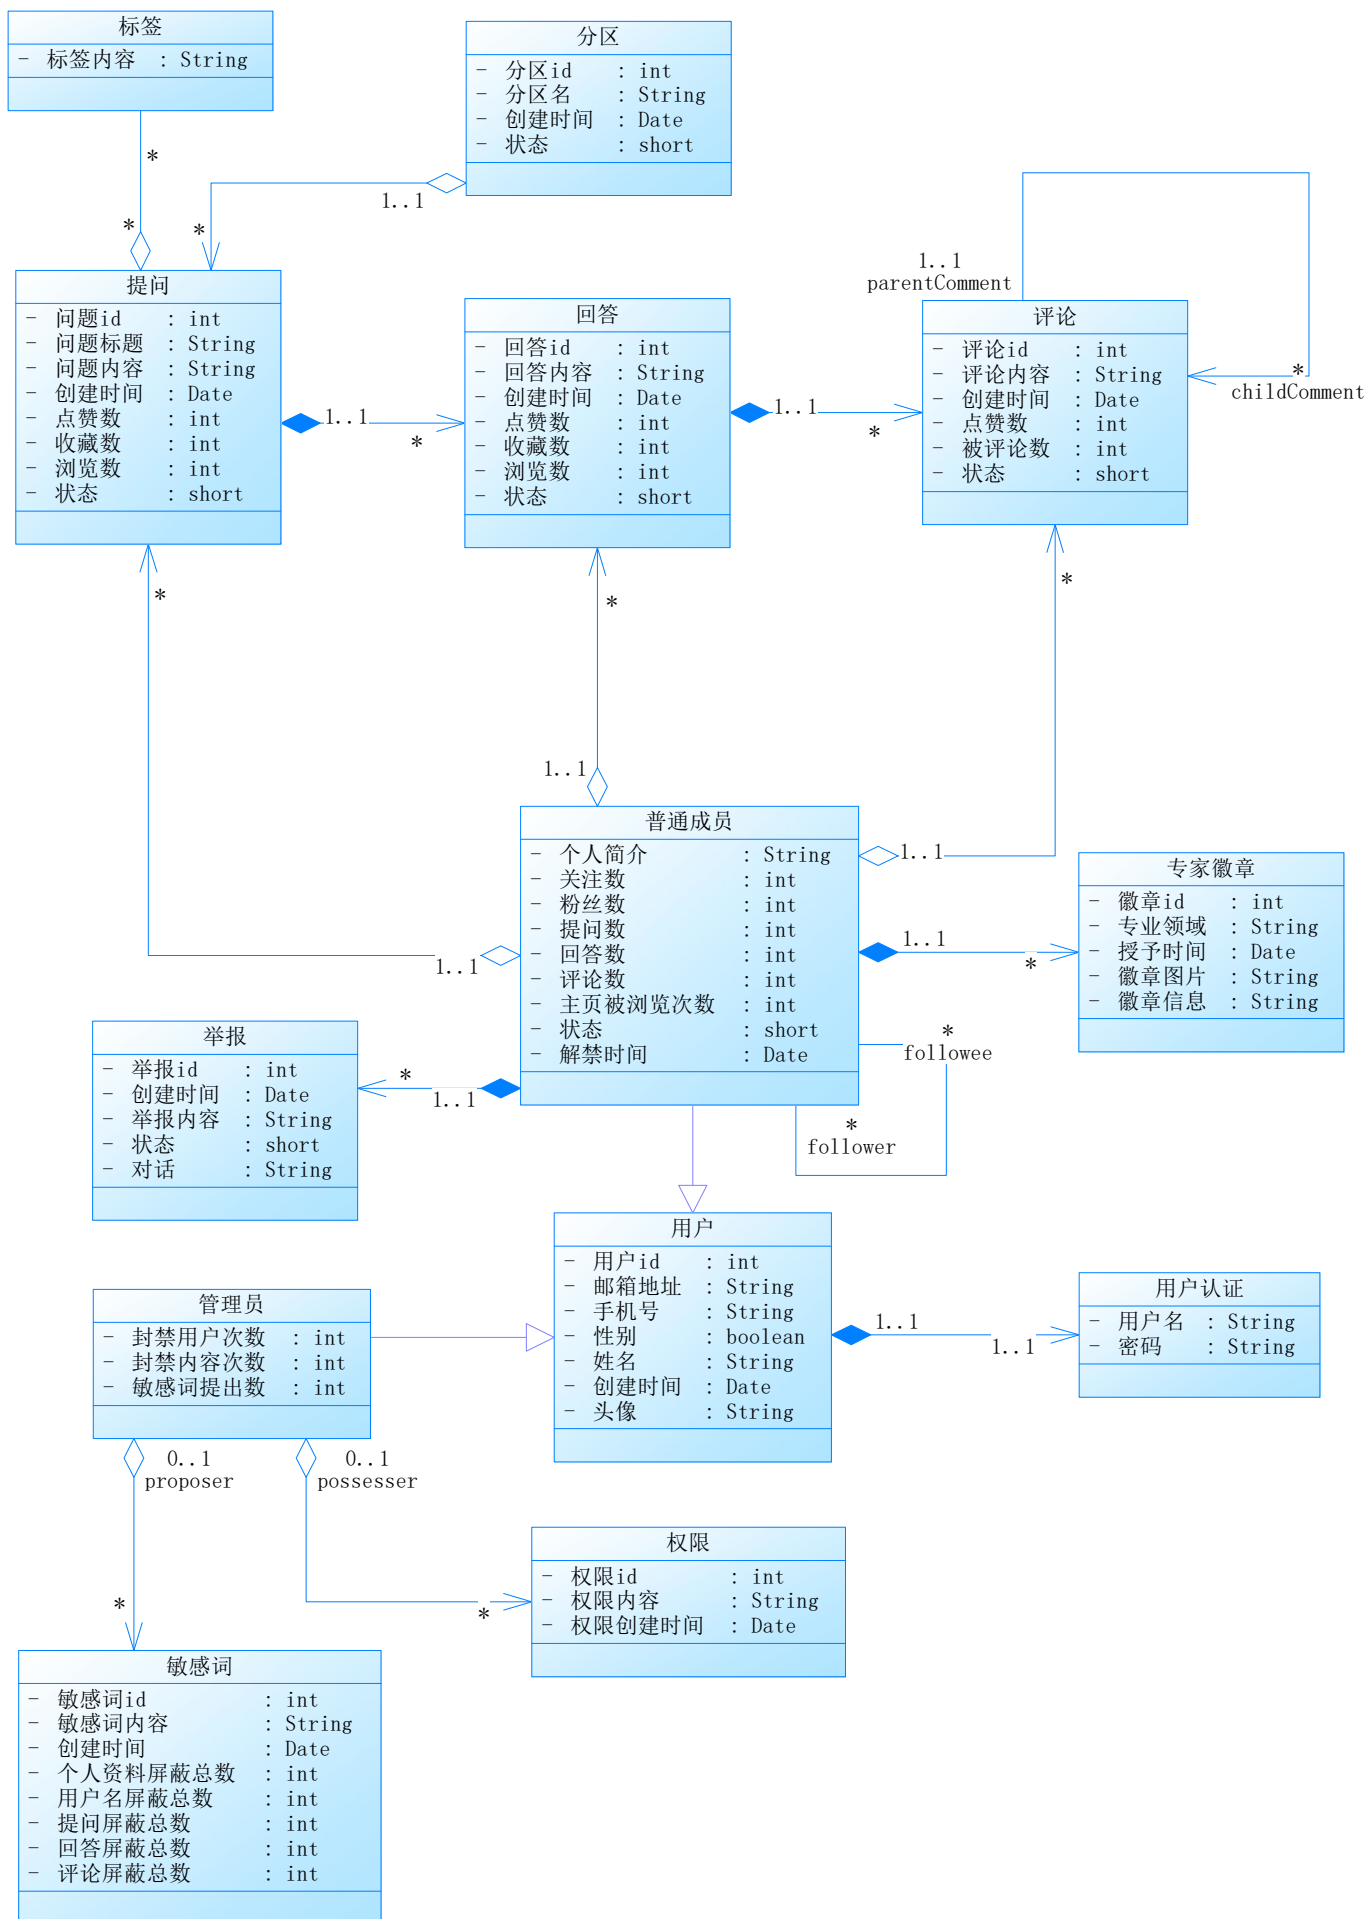 标签
- 标签内容 : String
分区
- 分区id : int
- 分区名 : String
- 创建时间 : Date
- 状态 : short
*
*
1..1
*
提问
- 问题id : int
- 问题标题 : String
- 问题内容 : String
- 创建时间 : Date
- 点赞数 : int
- 收藏数 : int
- 浏览数 : int
- 状态 : short
1..1
*
回答
- 回答id : int
- 回答内容 : String
- 创建时间 : Date
- 点赞数 : int
- 收藏数 : int
- 浏览数 : int
- 状态 : short
1..1
*
1..1
parentComment
评论
- 评论id : int
- 评论内容 : String
- 创建时间 : Date
- 点赞数 : int
- 被评论数 : int
- 状态 : short
*
childComment
*
*
*
1..1
普通成员
- 个人简介 : String
- 关注数 : int
- 粉丝数 : int
- 提问数 : int
- 回答数 : int
- 评论数 : int
- 主页被浏览次数 : int
- 状态 : short
- 解禁时间 : Date
1..1
1..1
1..1
*
专家徽章
- 徽章id : int
- 专业领域 : String
- 授予时间 : Date
- 徽章图片 : String
- 徽章信息 : String
*
followee
*
follower
举报
- 举报id : int
- 创建时间 : Date
- 举报内容 : String
- 状态 : short
- 对话 : String
*
1..1
用户
- 用户id : int
- 邮箱地址 : String
- 手机号 : String
- 性别 : boolean
- 姓名 : String
- 创建时间 : Date
- 头像 : String
1..1
1..1
用户认证
- 用户名 : String
- 密码 : String
管理员
- 封禁用户次数 : int
- 封禁内容次数 : int
- 敏感词提出数 : int
0..1
proposer
0..1
possesser
*
*
权限
- 权限id : int
- 权限内容 : String
- 权限创建时间 : Date
敏感词
- 敏感词id : int
- 敏感词内容 : String
- 创建时间 : Date
- 个人资料屏蔽总数 : int
- 用户名屏蔽总数 : int
- 提问屏蔽总数 : int
- 回答屏蔽总数 : int
- 评论屏蔽总数 : int